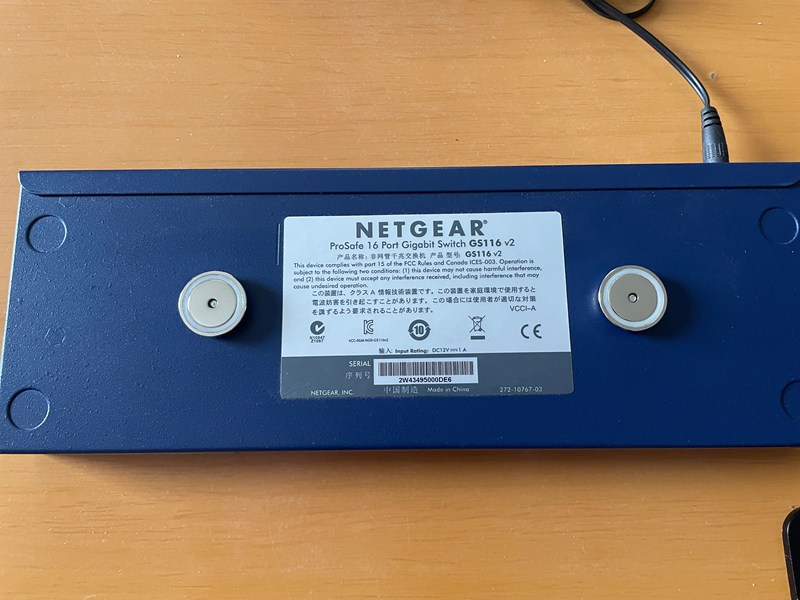 NETGEAR®
ProSafe 16 Port Gigabit Switch GS116 v2
产品名称: 非网管千兆交换机 产品 型号: GS116 v2
This device complies with part 15 of the FCC Rules and Canada ICES-003. Operation is
subject to the following two conditions: (1) this device may not cause harmful interference,
and (2) this device must accept any interference received, including interference that may
cause undesired operation.
この装置は、クラス A 情報技術装置です。この装置を家庭環境で使用すると
電波妨害を引き起こすことがあります。この場合には使用者が適切な対策
を講ずるよう要求されることがあります。 VCCI-A
N10947
10
CE
输入: Input Rating: DC12V⎓1 A
SERIAL
序列号
2W43495000DE6
NETGEAR, INC. 中国制造 Made in China 272-10767-03